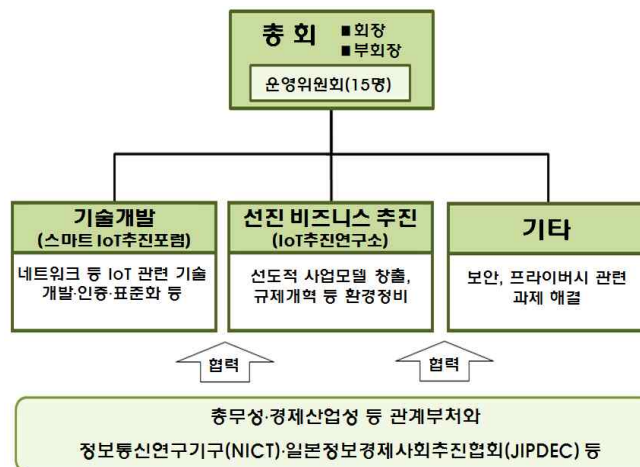 총 회
■ 회장
■ 부회장
운영위원회(15명)
기술개발
(스마트 IoT추진포럼)
네트워크 등 IoT 관련 기술
개발·인증·표준화 등
선진 비즈니스 추진
(IoT추진연구소)
선도적 사업모델 창출,
규제개혁 등 환경정비
기타
보안, 프라이버시 관련
과제 해결
협력
협력
총무성·경제산업성 등 관계부처와
정보통신연구기구(NICT)·일본정보경제사회추진협회(JIPDEC) 등